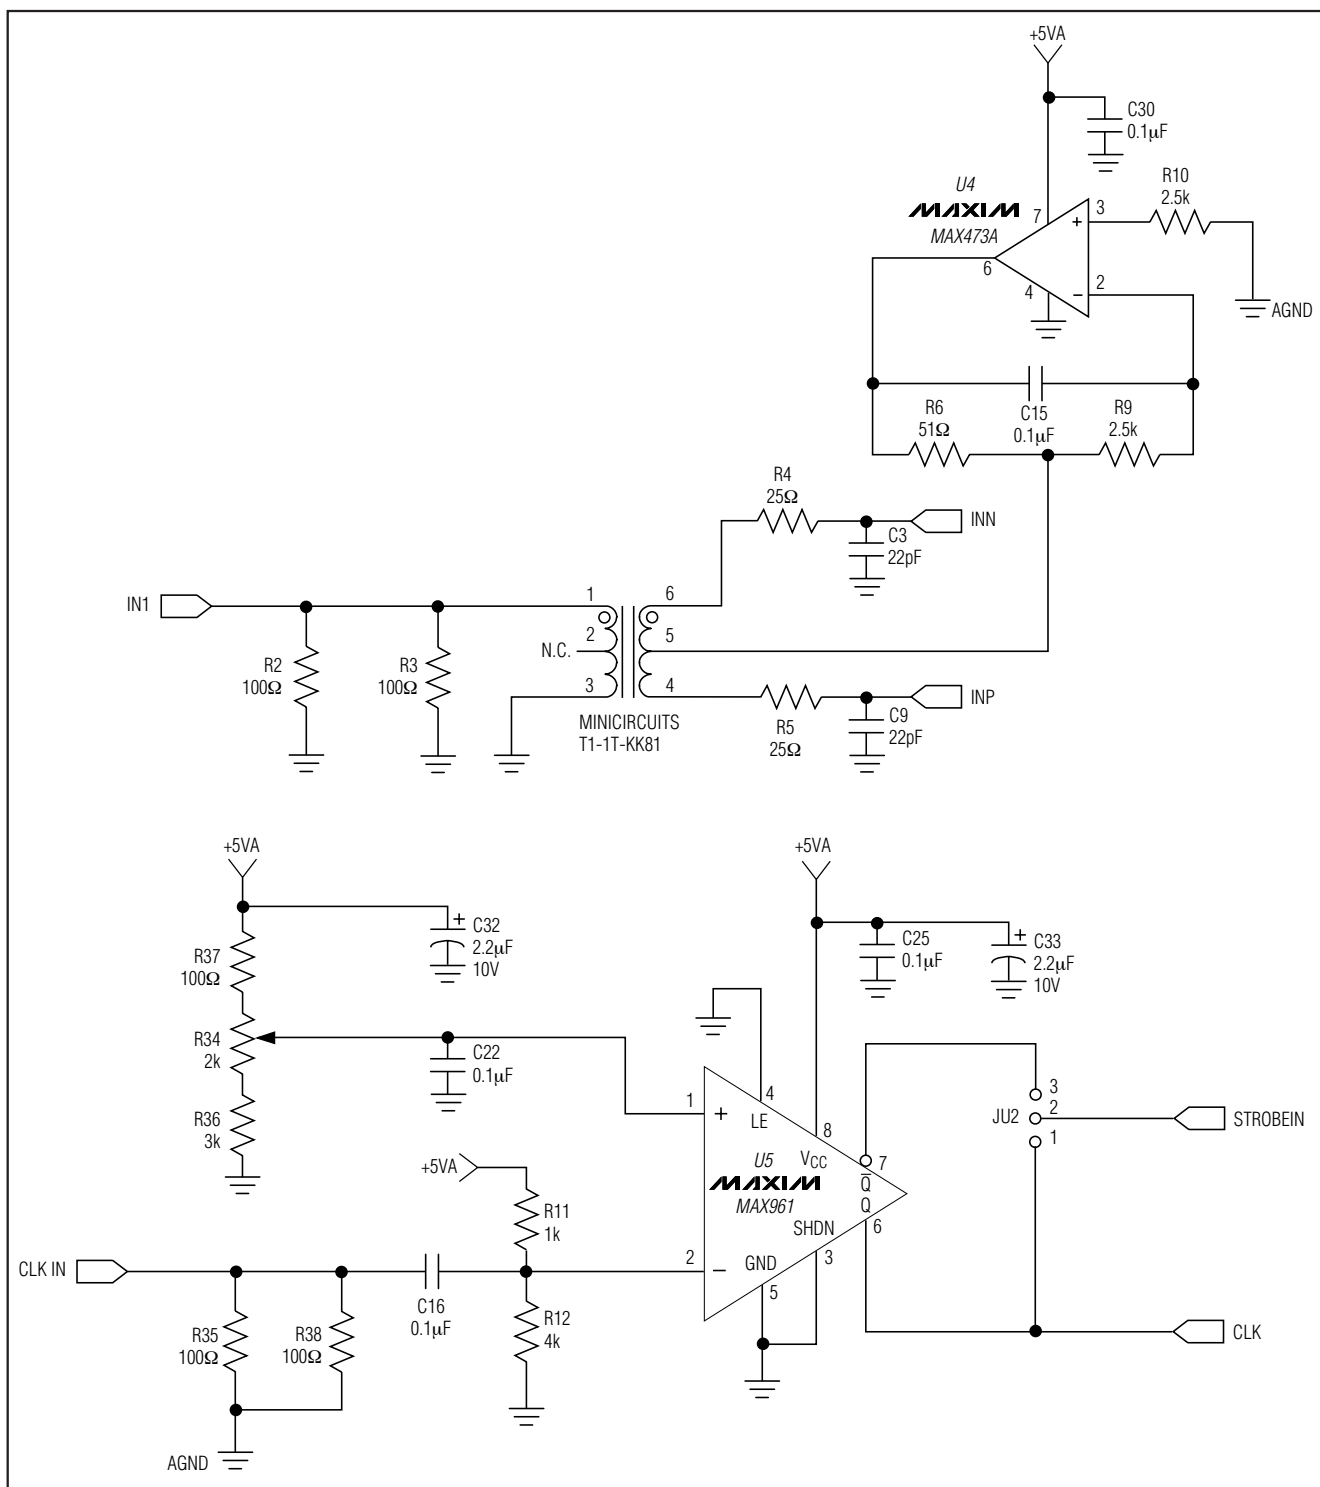 +5VA
C30
0.1µF
U4
MAXIM
MAX473A
R10
2.5k
7
3
+
6
4
2
−
AGND
R6
51Ω
C15
0.1µF
R9
2.5k
R4
25Ω
INN
C3
22pF
IN1
1
6
2
5
N.C.
3
4
R2
100Ω
R3
100Ω
MINICIRCUITS
T1-1T-KK81
R5
25Ω
INP
C9
22pF
+5VA
+
C32
2.2µF
10V
R37
100Ω
R34
2k
R36
3k
C22
0.1µF
+5VA
C25
0.1µF
+
C33
2.2µF
10V
1
+
4
LE
8
VCC
U5
MAXIM
MAX961
7
Q̅
Q
6
SHDN
3
GND
5
2
−
3
JU2
2
1
STROBEIN
CLK
+5VA
R11
1k
CLK IN
C16
0.1µF
R12
4k
R35
100Ω
R38
100Ω
AGND